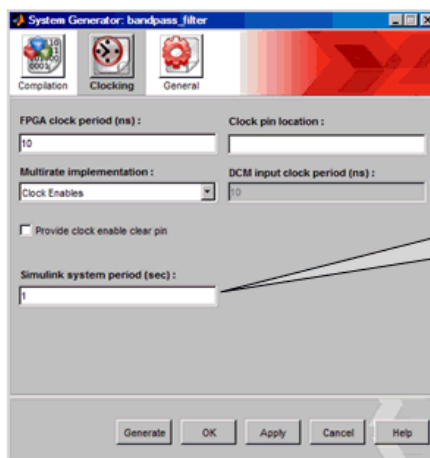 System Generator: bandpass_filter
Compilation
Clocking
General
FPGA clock period (ns) :
Clock pin location :
10
Multirate implementation :
DCM input clock period (ns) :
Clock Enables
10
Provide clock enable clear pin
Simulink system period (sec) :
1
Generate
OK
Apply
Cancel
Help